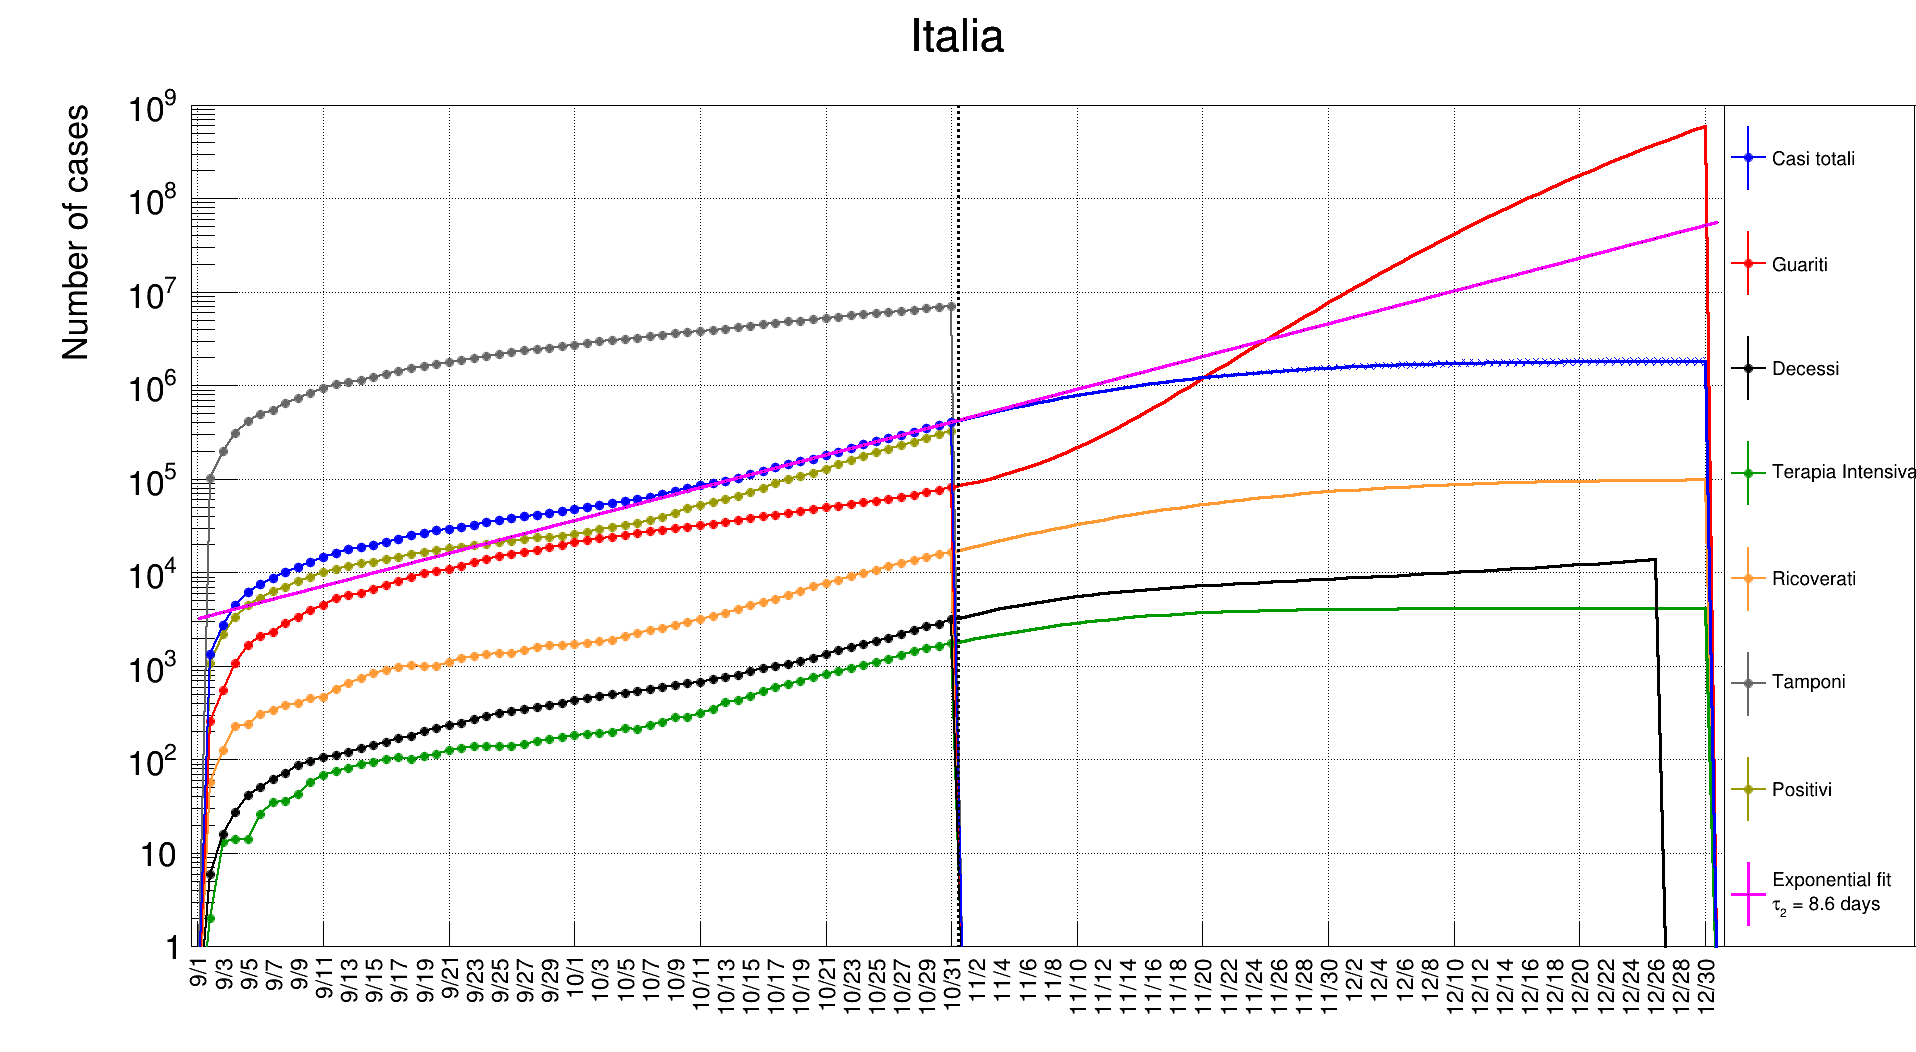 Italia
Number of cases
10^9
10^8
10^7
10^6
10^5
10^4
10^3
10^2
10
1
9/1 9/3 9/5 9/7 9/9 9/11 9/13 9/15 9/17 9/19 9/21 9/23 9/25 9/27 9/29 10/1 10/3 10/5 10/7 10/9 10/11 10/13 10/15 10/17 10/19 10/21 10/23 10/25 10/27 10/29 10/31 11/2 11/4 11/6 11/8 11/10 11/12 11/14 11/16 11/18 11/20 11/22 11/24 11/26 11/28 11/30 12/2 12/4 12/6 12/8 12/10 12/12 12/14 12/16 12/18 12/20 12/22 12/24 12/26 12/28 12/30
Casi totali
Guariti
Decessi
Terapia Intensiva
Ricoverati
Tamponi
Positivi
Exponential fit
τ₂ = 8.6 days